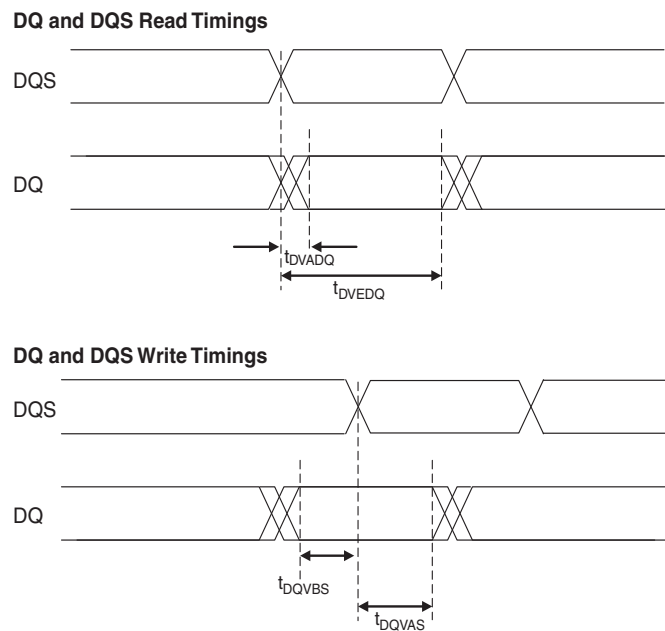 DQ and DQS Read Timings
DQS
DQ
tDVADQ
tDVEDQ
DQ and DQS Write Timings
DQS
DQ
tDQVBS
tDQVAS